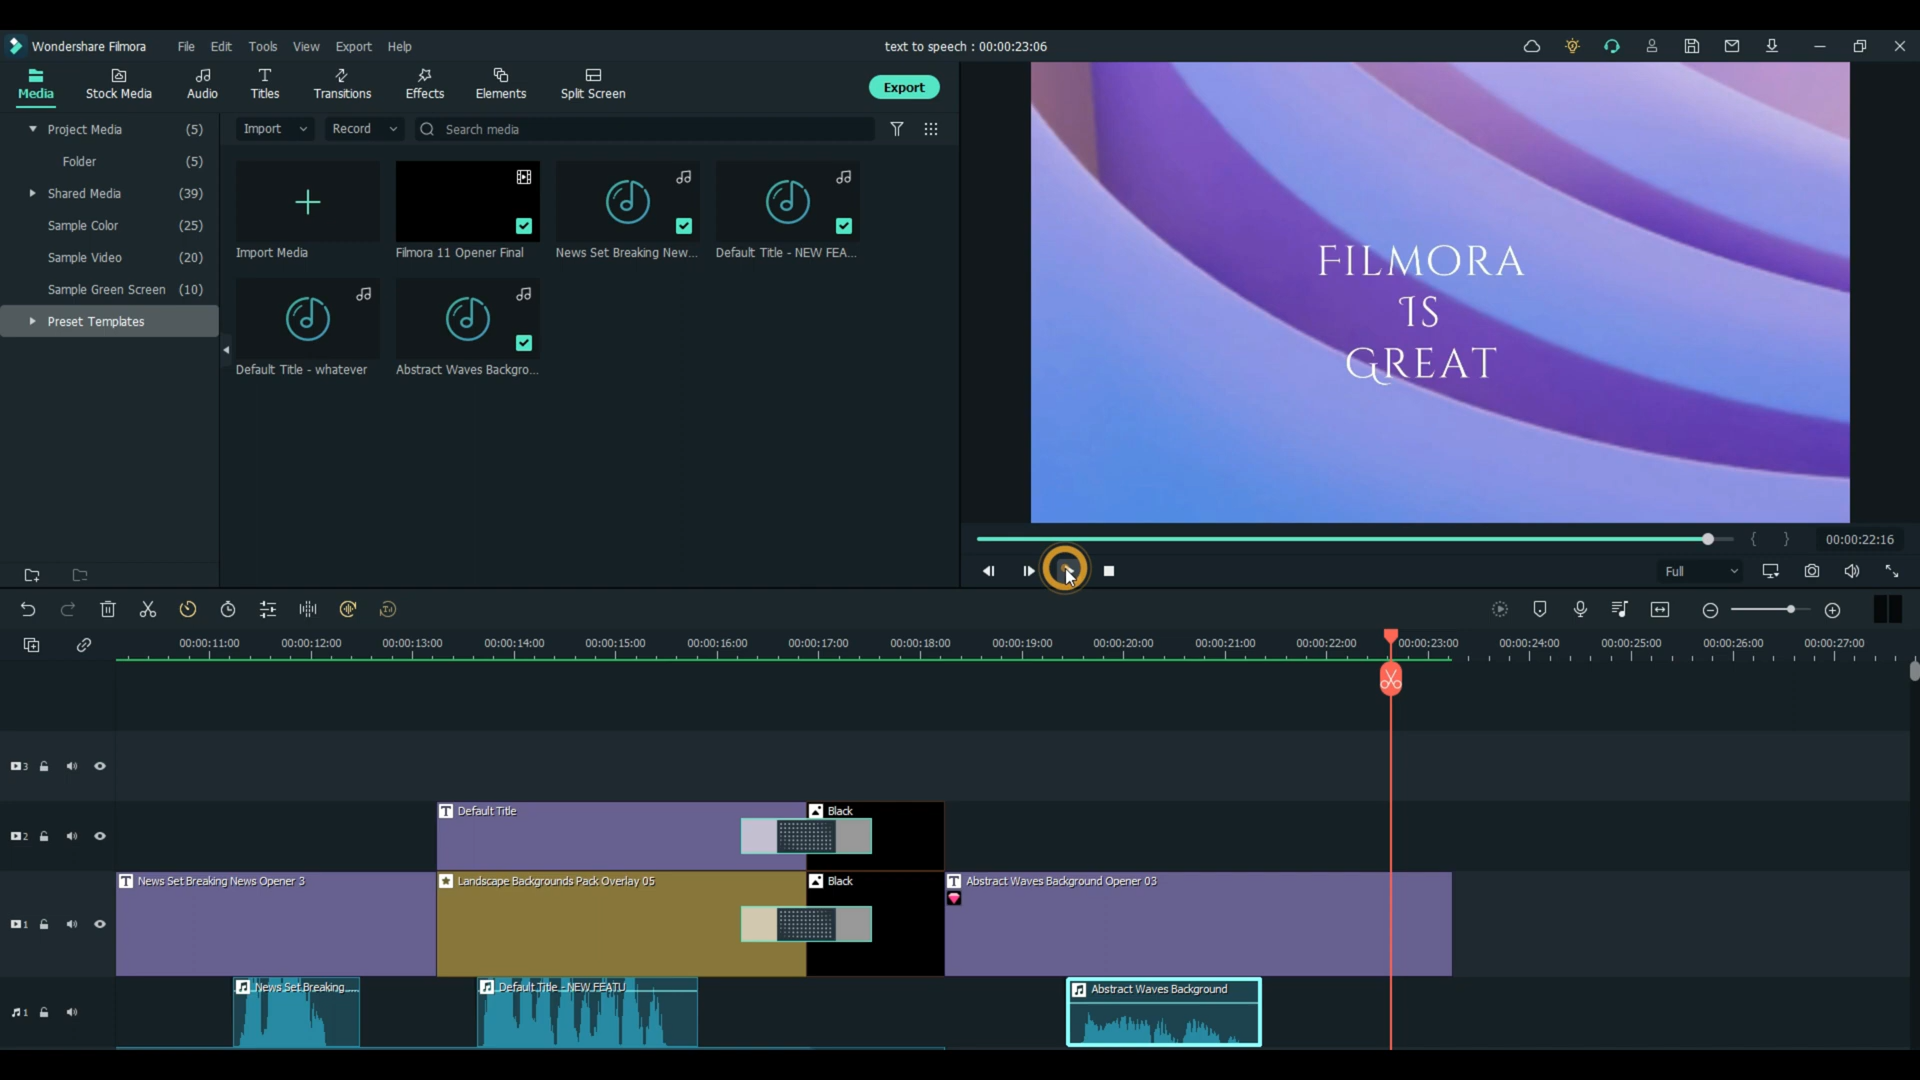 Wondershare Filmora File Edit Tools View Export Help text to speech : 00:00:23:06
Media Stock Media Audio Titles Transitions Effects Elements Split Screen Export
Project Media (5) Import Record Search media
Folder (5)
Shared Media (39)
Sample Color (25)
Sample Video (20)
Sample Green Screen (10)
Preset Templates
Import Media Filmora 11 Opener Final News Set Breaking New... Default Title - NEW FEA...
Default Title - whatever Abstract Waves Backgro...
FILMORA
IS
GREAT
{ } 00:00:22:16
Full
00:00:11:00 00:00:12:00 00:00:13:00 00:00:14:00 00:00:15:00 00:00:16:00 00:00:17:00 00:00:18:00 00:00:19:00 00:00:20:00 00:00:21:00 00:00:22:00 00:00:23:00 00:00:24:00 00:00:25:00 00:00:26:00 00:00:27:00
3
2 Default Title Black
News Set Breaking News Opener 3 Landscape Backgrounds Pack Overlay 05 Black Abstract Waves Background Opener 03
1
News Set Breaking.... Default Title - NEW FEATU Abstract Waves Background
1